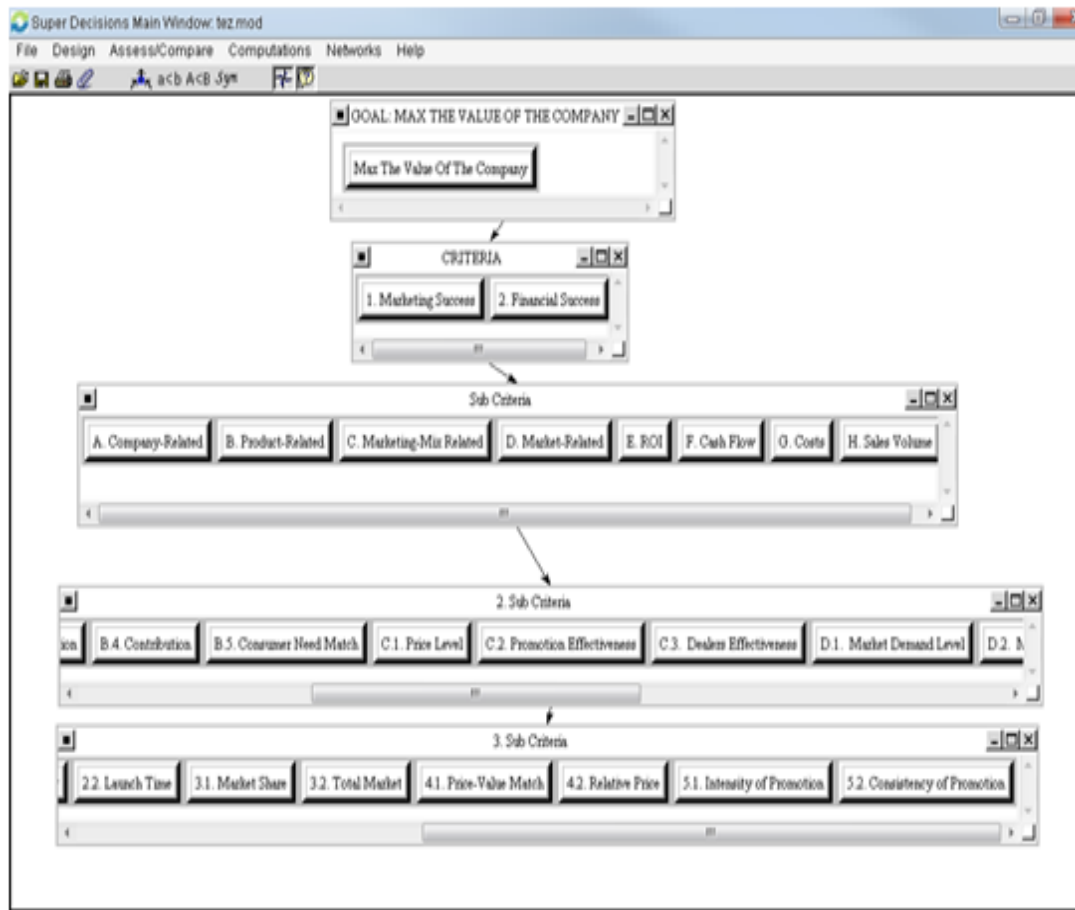 Super Decisions Main Window: tez.mod
File Design Assess/Compare Computations Networks Help
a<b A<B Sym
GOAL: MAX THE VALUE OF THE COMPANY
Max The Value Of The Company
CRITERIA
1. Marketing Success 2. Financial Success
Sub Criteria
A. Company-Related B. Product-Related C. Marketing-Mix Related D. Market-Related E. ROI F. Cash Flow G. Costs H. Sales Volume
2. Sub Criteria
B.4. Contribution B.5. Consumer Need Match C.1. Price Level C.2. Promotion Effectiveness C.3. Dealers Effectiveness D.1. Market Demand Level D.2.
3. Sub Criteria
2.2. Launch Time 3.1. Market Share 3.2. Total Market 4.1. Price-Value Match 4.2. Relative Price 5.1. Intensity of Promotion 5.2. Consistency of Promotion